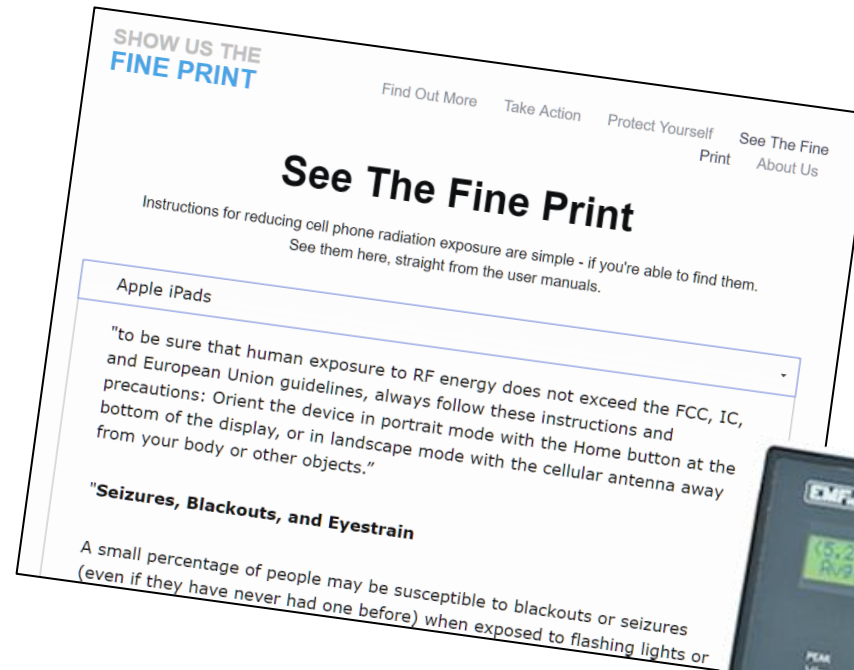 SHOW US THE
FINE PRINT
Find Out More Take Action Protect Yourself See The Fine
Print About Us
See The Fine Print
Instructions for reducing cell phone radiation exposure are simple - if you're able to find them.
See them here, straight from the user manuals.
Apple iPads
"to be sure that human exposure to RF energy does not exceed the FCC, IC,
and European Union guidelines, always follow these instructions and
precautions: Orient the device in portrait mode with the Home button at the
bottom of the display, or in landscape mode with the cellular antenna away
from your body or other objects.”
"Seizures, Blackouts, and Eyestrain
A small percentage of people may be susceptible to blackouts or seizures
(even if they have never had one before) when exposed to flashing lights or
EMF
(5.2
Avg
PEAK